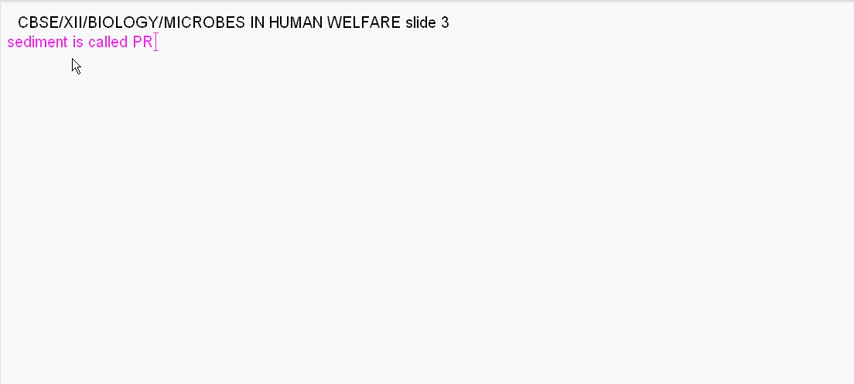 CBSE/XII/BIOLOGY/MICROBES IN HUMAN WELFARE slide 3
sediment is called PR